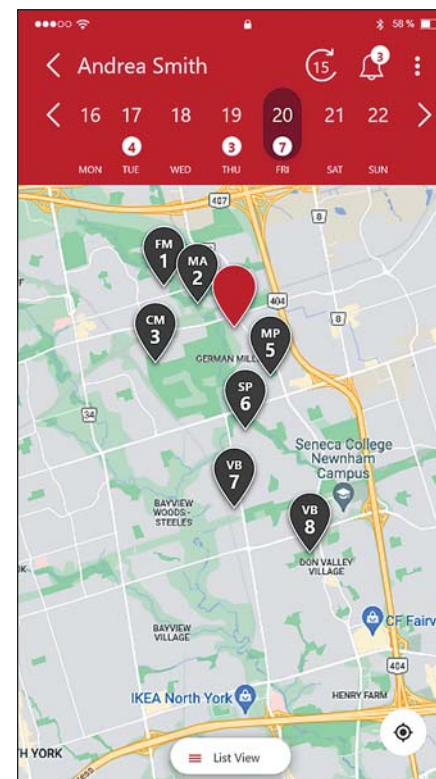 58 %
Andrea Smith
15
3
16 17 18 19 20 21 22
4 3 7
MON TUE WED THU FRI SAT SUN
407
8
FM
1
MA
2
404
CM
3
8
MP
5
GERMAN MILL
SP
6
34
Seneca College
Newnham
Campus
VB
7
BAYVIEW
WOODS -
STEELES
VB
8
DON VALLEY
VILLAGE
CF Fairv
BAYVIEW
VILLAGE
404
IKEA North York
HENRY FARM
H YORK
List View